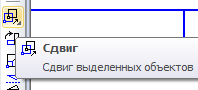 Сдвиг
Сдвиг выделенных объектов